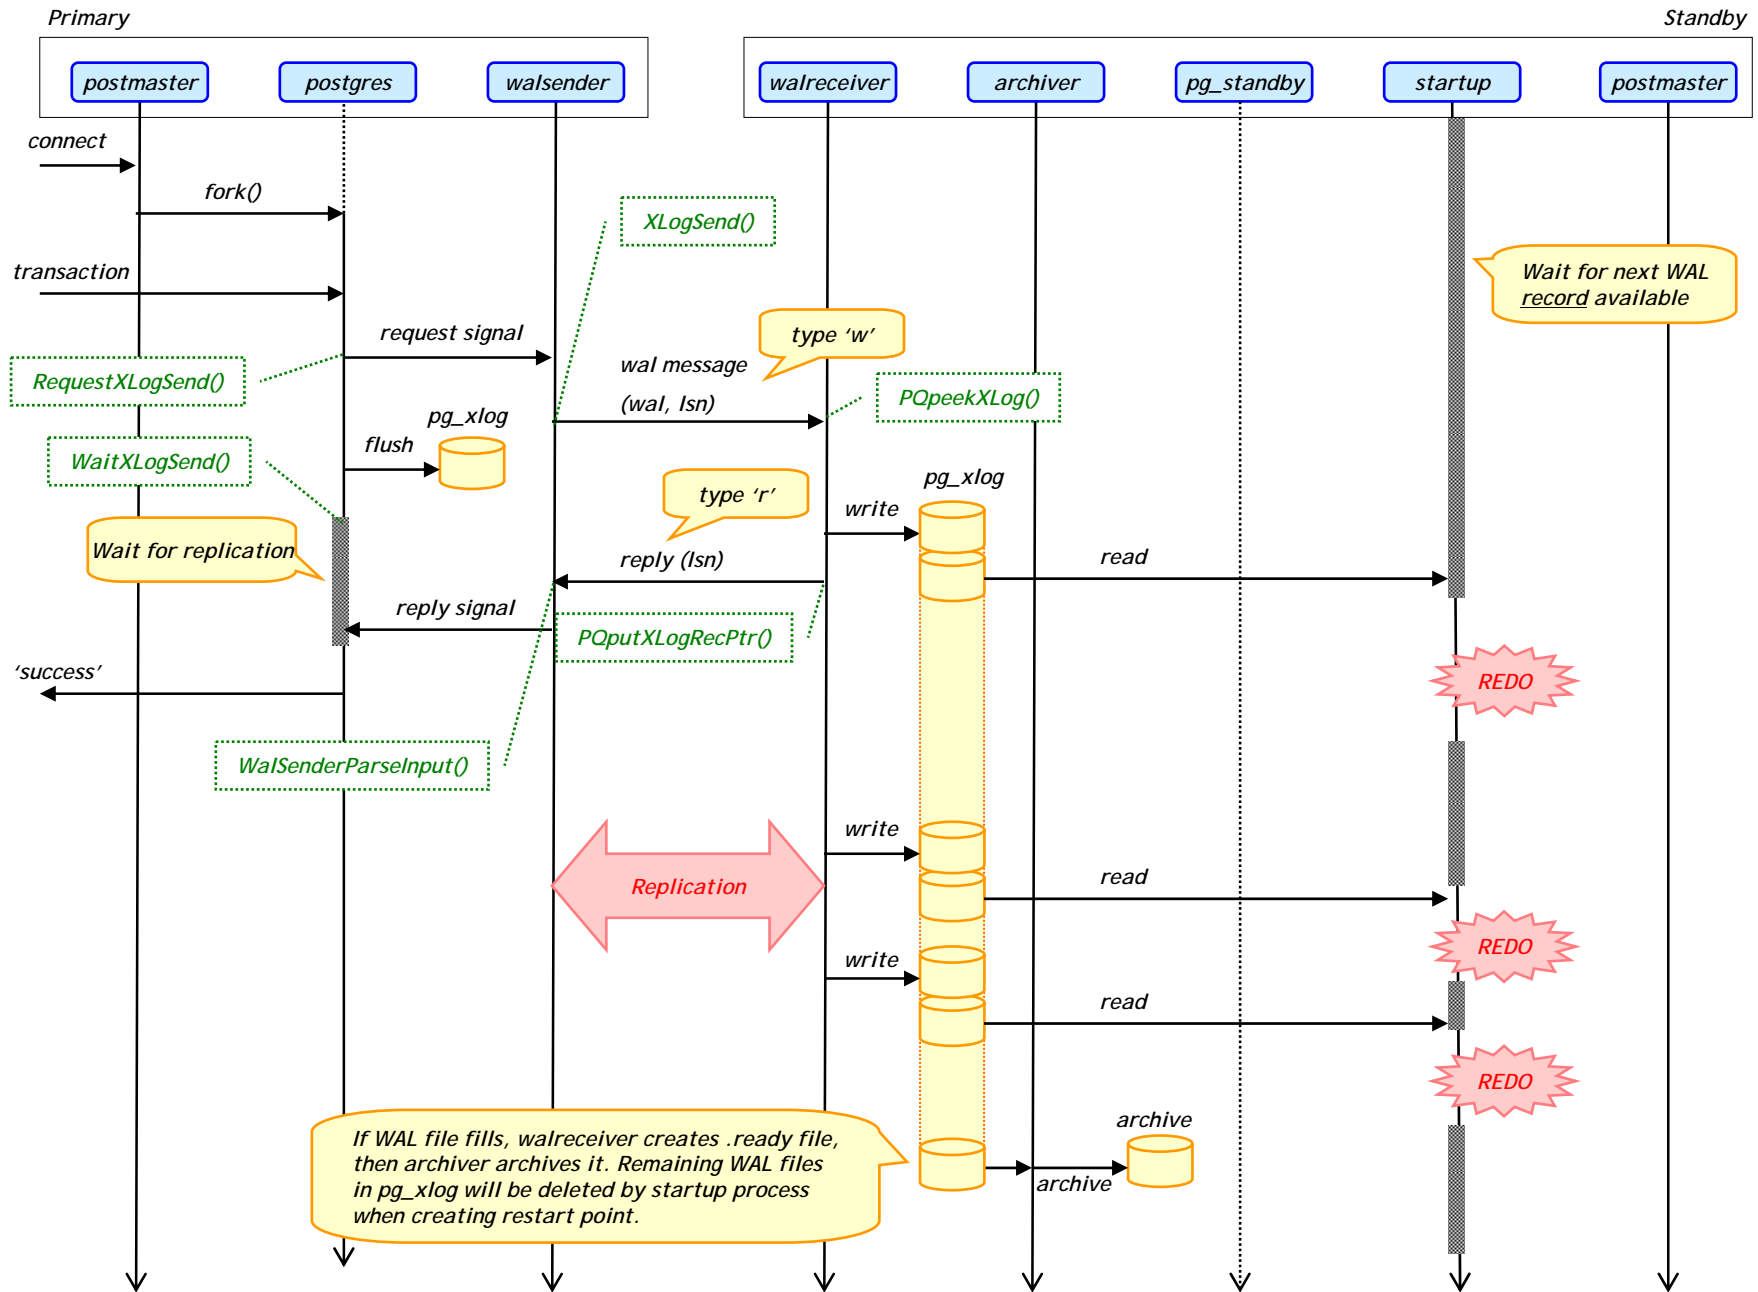 Primary
Standby
postmaster
postgres
walsender
walreceiver
archiver
pg_standby
startup
postmaster
connect
fork()
XLogSend()
transaction
Wait for next WAL
record available
request signal
type ‘w’
wal message
(wal, lsn)
RequestXLogSend()
PQpeekXLog()
pg_xlog
flush
WaitXLogSend()
pg_xlog
type ‘r’
write
Wait for replication
reply (lsn)
read
reply signal
PQputXLogRecPtr()
‘success’
REDO
WalSenderParseInput()
write
Replication
read
REDO
write
read
REDO
If WAL file fills, walreceiver creates .ready file,
then archiver archives it. Remaining WAL files
in pg_xlog will be deleted by startup process
when creating restart point.
archive
archive